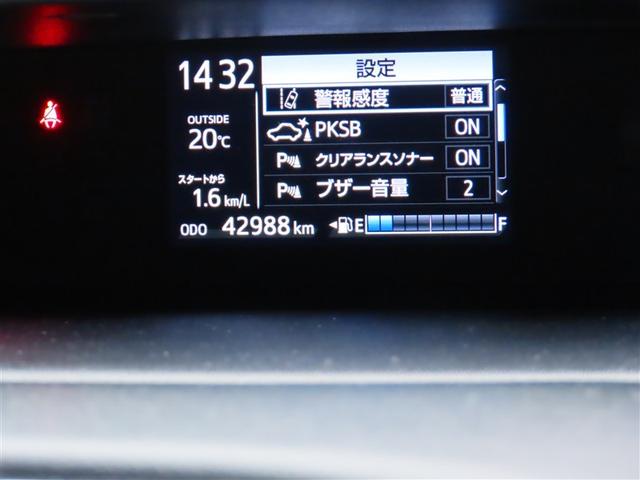 14 32
OUTSIDE
20℃
スタートから
1.6 km/L
設定
警報感度 普通
PKSB ON
P クリアランスソナー ON
P ブザー音量 2
ODO 42988 km
E F